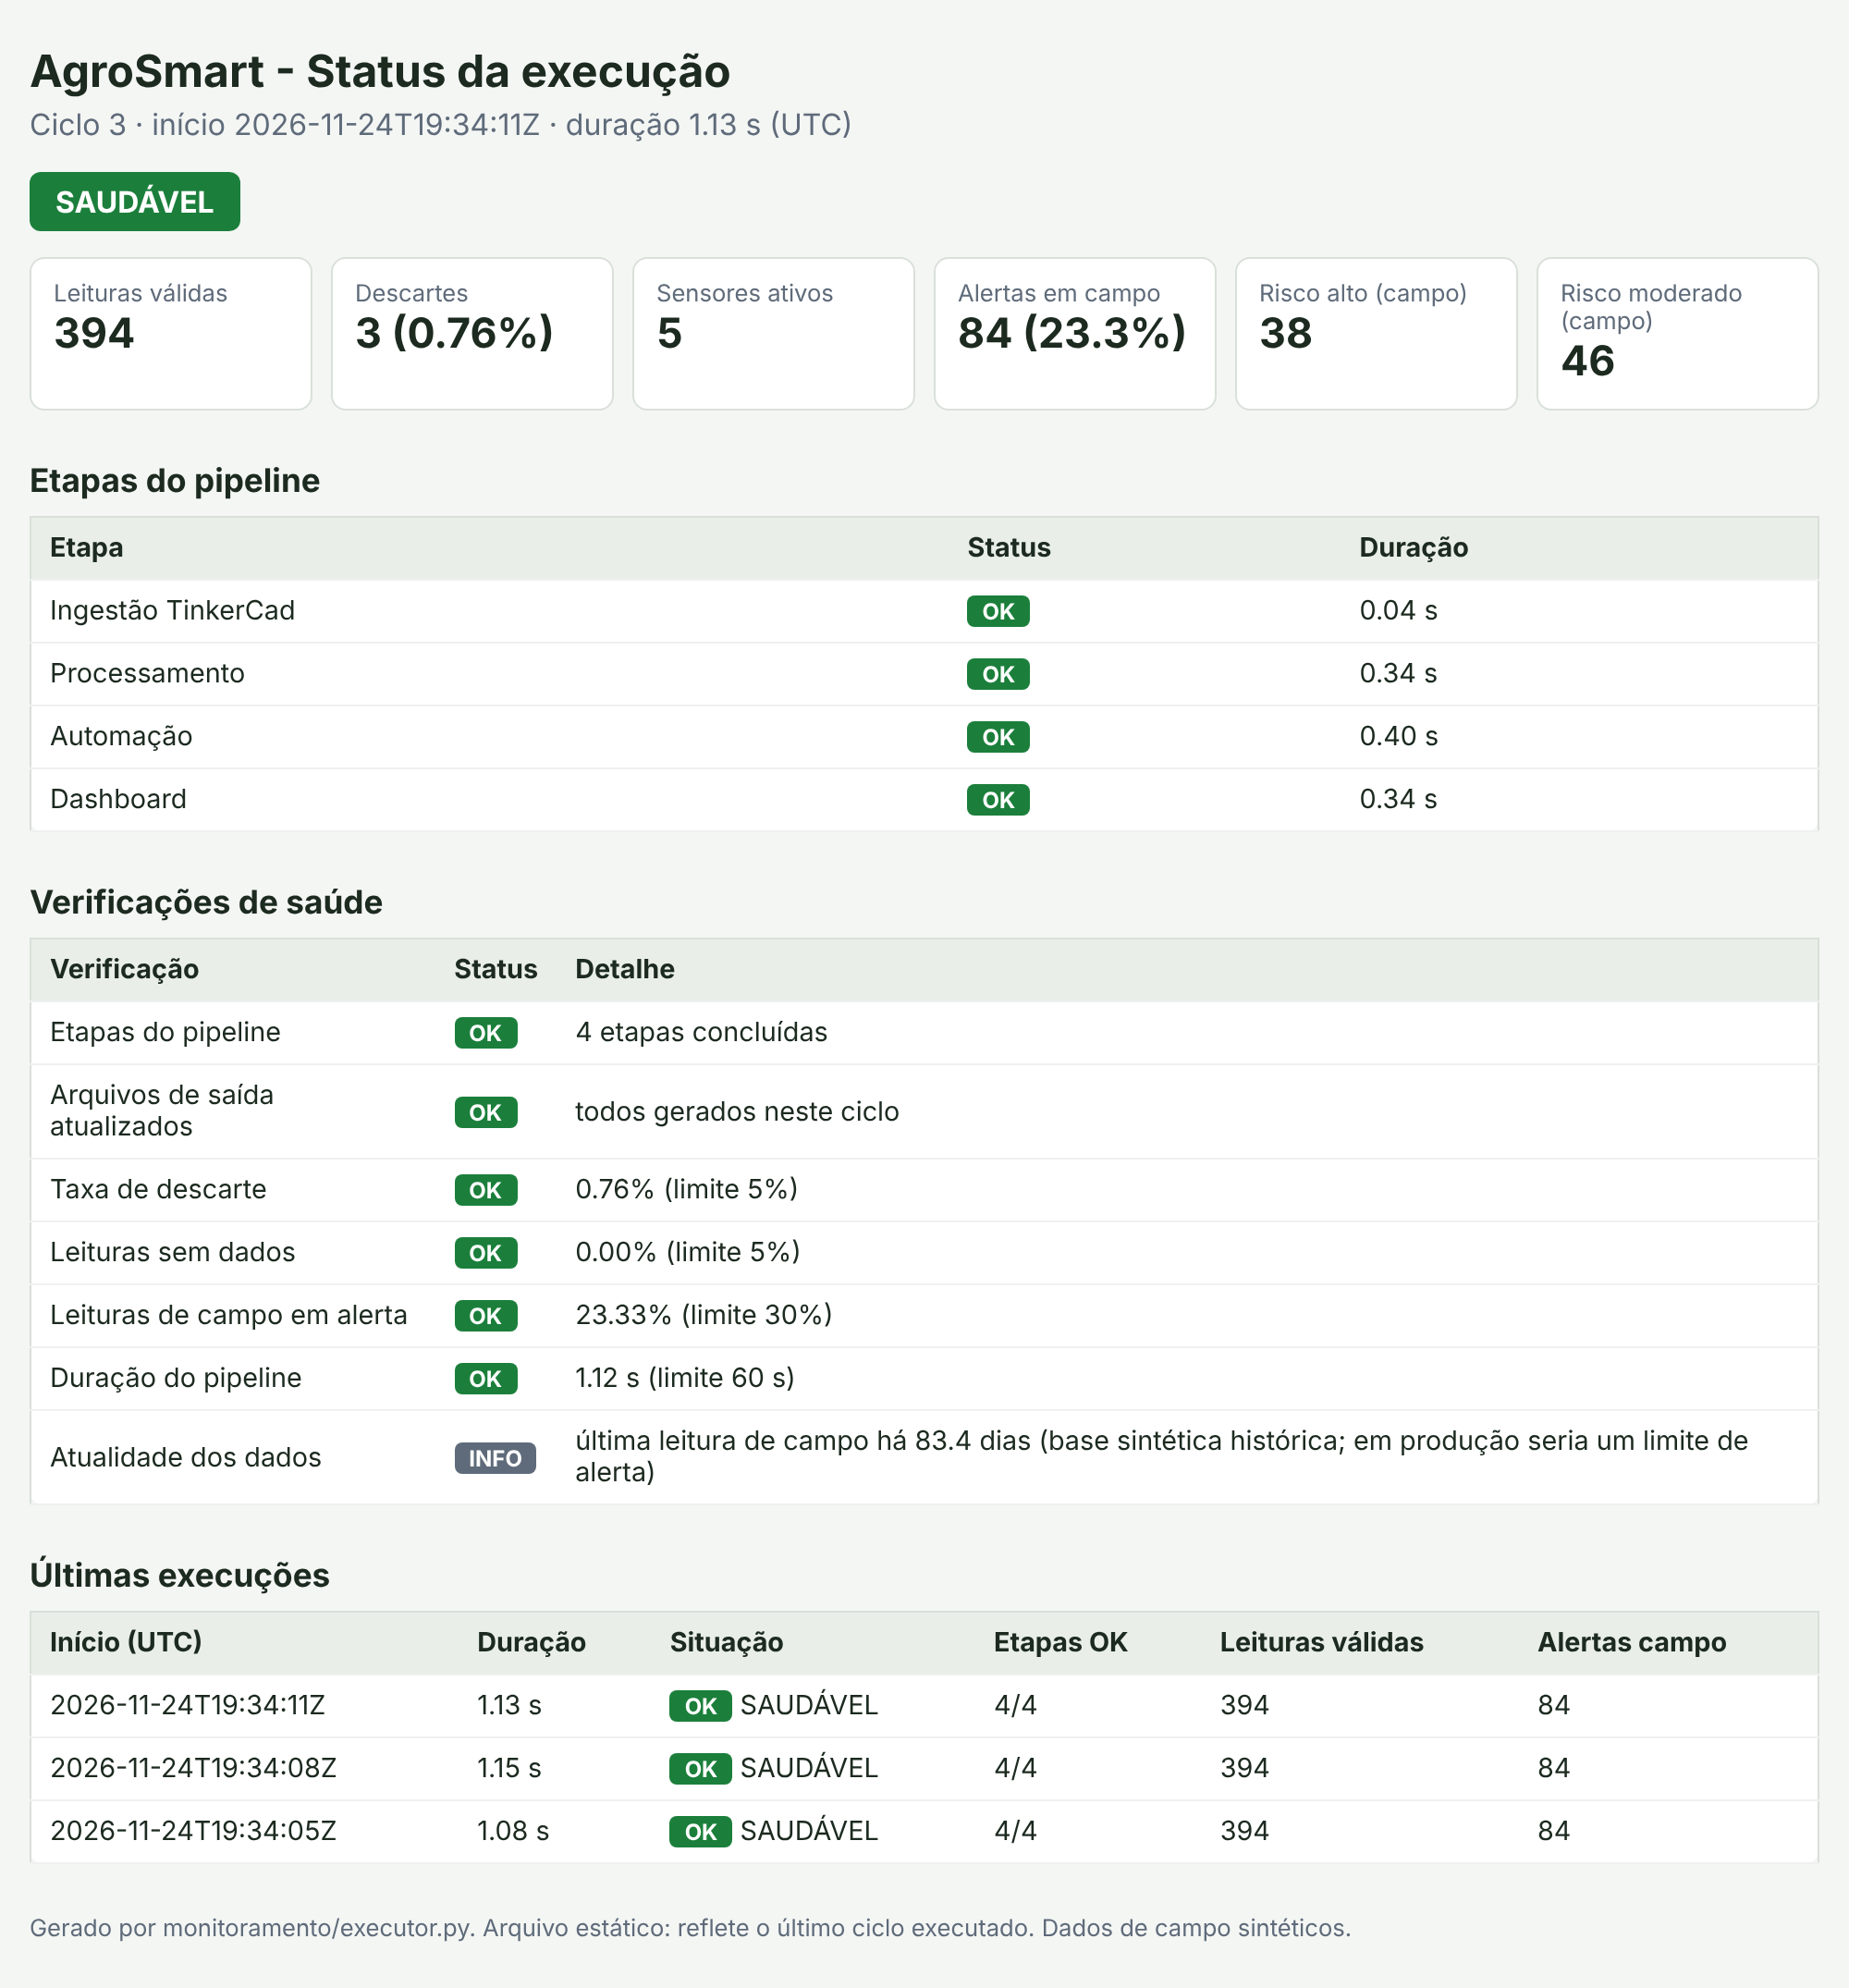 AgroSmart - Status da execução
Ciclo 3 · início 2026-11-24T19:34:11Z · duração 1.13 s (UTC)
SAUDÁVEL
Leituras válidas
394
Descartes
3 (0.76%)
Sensores ativos
5
Alertas em campo
84 (23.3%)
Risco alto (campo)
38
Risco moderado
(campo)
46
Etapas do pipeline
Etapa Status Duração
Ingestão TinkerCad OK 0.04 s
Processamento OK 0.34 s
Automação OK 0.40 s
Dashboard OK 0.34 s
Verificações de saúde
Verificação Status Detalhe
Etapas do pipeline OK 4 etapas concluídas
Arquivos de saída
atualizados
OK todos gerados neste ciclo
Taxa de descarte OK 0.76% (limite 5%)
Leituras sem dados OK 0.00% (limite 5%)
Leituras de campo em alerta OK 23.33% (limite 30%)
Duração do pipeline OK 1.12 s (limite 60 s)
Atualidade dos dados INFO última leitura de campo há 83.4 dias (base sintética histórica; em produção seria um limite de
alerta)
Últimas execuções
Início (UTC) Duração Situação Etapas OK Leituras válidas Alertas campo
2026-11-24T19:34:11Z 1.13 s OK SAUDÁVEL 4/4 394 84
2026-11-24T19:34:08Z 1.15 s OK SAUDÁVEL 4/4 394 84
2026-11-24T19:34:05Z 1.08 s OK SAUDÁVEL 4/4 394 84
Gerado por monitoramento/executor.py. Arquivo estático: reflete o último ciclo executado. Dados de campo sintéticos.